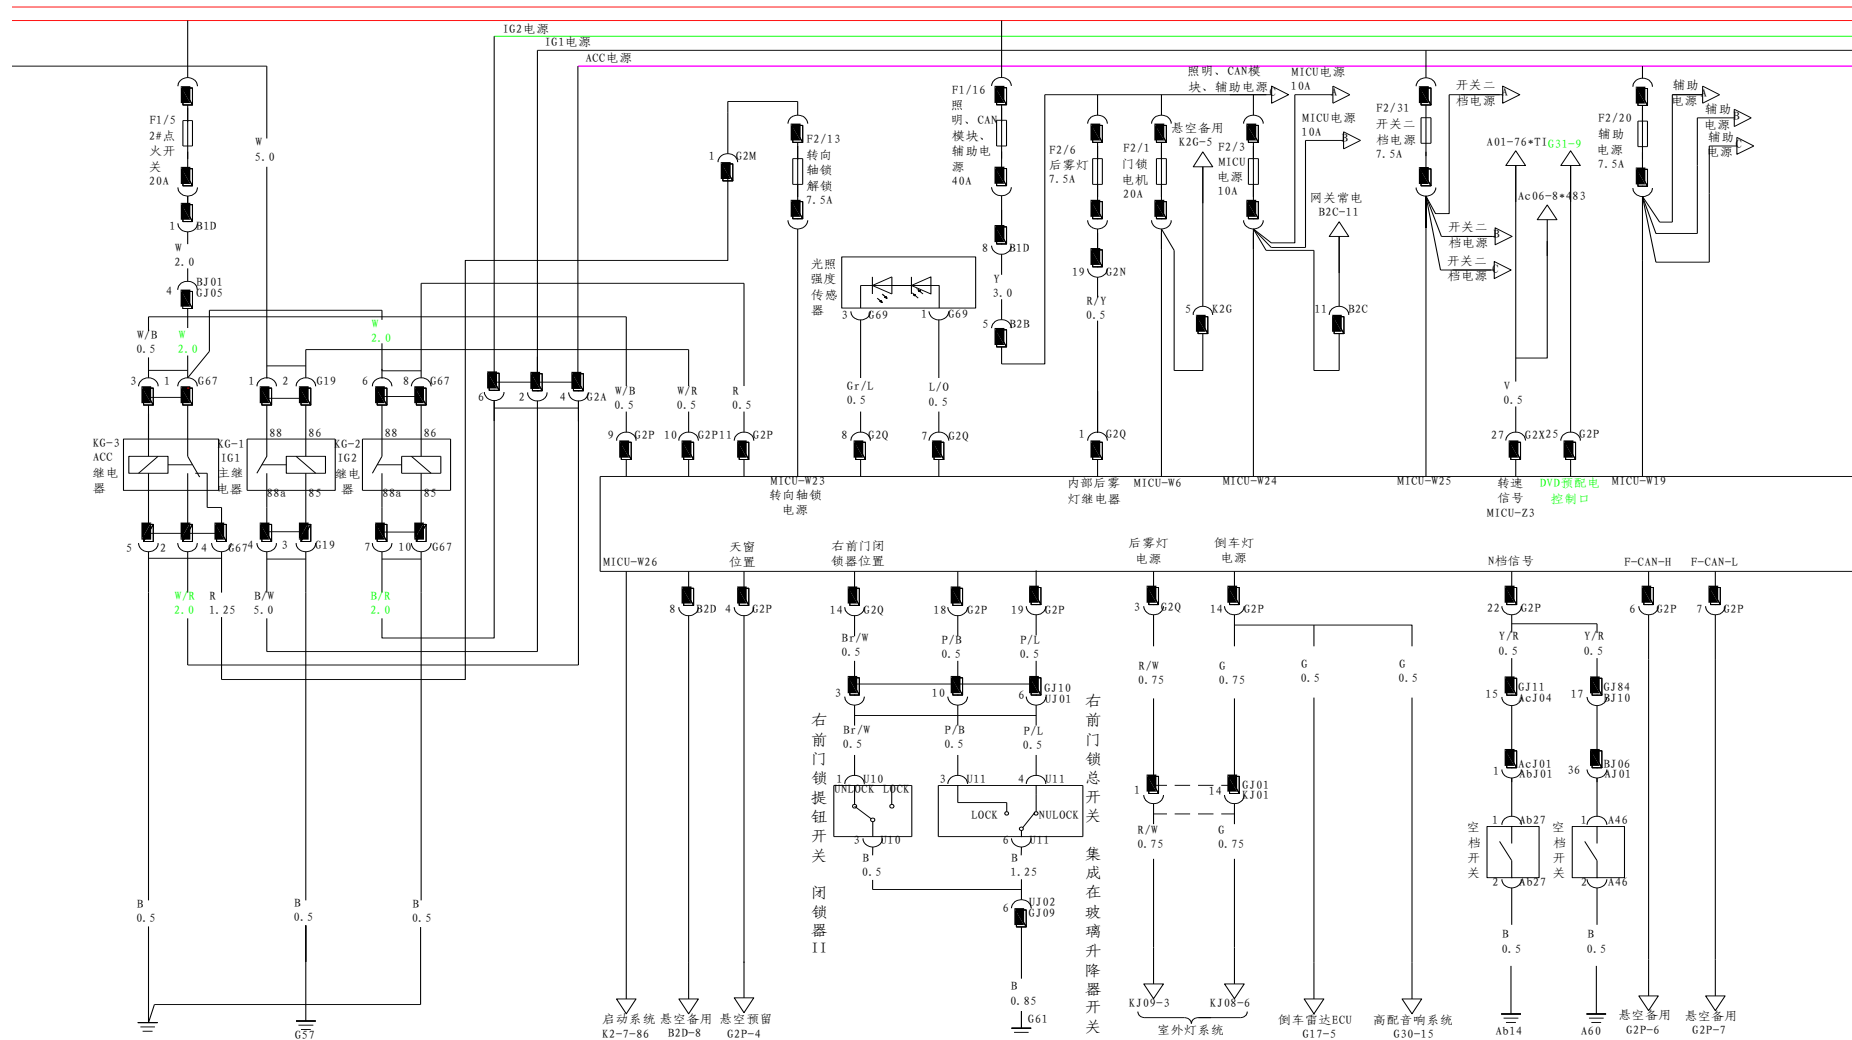 IG2电源
IG1电源
ACC电源
F1/5
2#点
火开
关
20A
1
B1D
W
2.0
4
BJ01
GJ05
W
5.0
W/B
0.5
W
2.0
W
2.0
3
1
G67
1
2
G19
6
8
G67
KG-3
ACC
继电
器
KG-1
IG1
主继
电器
KG-2
IG2
继电
器
88
86
88
86
88a
85
88a
85
5
2
4
G67
4
3
G19
7
10
G67
W/R
2.0
R
1.25
B/W
5.0
B/R
2.0
B
0.5
B
0.5
B
0.5
G57
6
2
4
G2A
1
G2M
F2/13
转向
轴锁
解锁
7.5A
W/B
0.5
W/R
0.5
R
0.5
9
G2P
10
G2P
11
G2P
光照
强度
传感
器
3
G69
1
G69
Gr/L
0.5
L/O
0.5
8
G2Q
7
G2Q
F1/16
照
明、CAN
模块、
辅助电
源
40A
8
B1D
Y
3.0
5
B2B
F2/6
后雾灯
7.5A
19
G2N
R/Y
0.5
1
G2Q
F2/1
门锁
电机
20A
悬空备用
K2G-5
5
K2G
F2/3
MICU
电源
10A
照明、CAN模
块、辅助电源
C
MICU电源
10A
A
MICU电源
10A
B
网关常电
B2C-11
11
B2C
F2/31
开关二
档电源
7.5A
开关二
档电源
A
开关二
档电源
B
开关二
档电源
A01-76*TI
G31-9
Ac06-8*483
V
0.5
27
G2X
25
G2P
F2/20
辅助
电源
7.5A
辅助
电源
A
辅助
电源
B
辅助
电源
C
MICU-W23
转向轴锁
电源
内部后雾
灯继电器
MICU-W6
MICU-W24
MICU-W25
转速
信号
MICU-Z3
DVD预配电
控制口
MICU-W19
MICU-W26
天窗
位置
右前门闭
锁器位置
后雾灯
电源
倒车灯
电源
N档信号
F-CAN-H
F-CAN-L
8
B2D
4
G2P
14
G2Q
18
G2P
19
G2P
3
G2Q
14
G2P
22
G2P
6
G2P
7
G2P
Br/W
0.5
P/B
0.5
P/L
0.5
3
10
6
GJ10
UJ01
Br/W
0.5
P/B
0.5
P/L
0.5
1
U10
3
U11
4
U11
UNLOCK
LOCK
LOCK
NULOCK
3
U10
6
U11
B
0.5
B
1.25
6
UJ02
GJ09
B
0.85
G61
右前门锁提钮开关 闭锁器II
右前门锁总开关 集成在玻璃升降器开关
R/W
0.75
G
0.75
G
0.5
G
0.5
1
14
GJ01
KJ01
R/W
0.75
G
0.75
Y/R
0.5
Y/R
0.5
15
GJ11
AcJ04
17
GJ84
BJ10
1
AcJ01
AbJ01
36
BJ06
AJ01
1
Ab27
1
A46
空档开关
空档开关
2
Ab27
2
A46
B
0.5
B
0.5
启动系统
K2-7-86
悬空备用
B2D-8
悬空预留
G2P-4
KJ09-3
KJ08-6
室外灯系统
倒车雷达ECU
G17-5
高配音响系统
G30-15
Ab14
A60
悬空备用
G2P-6
悬空备用
G2P-7